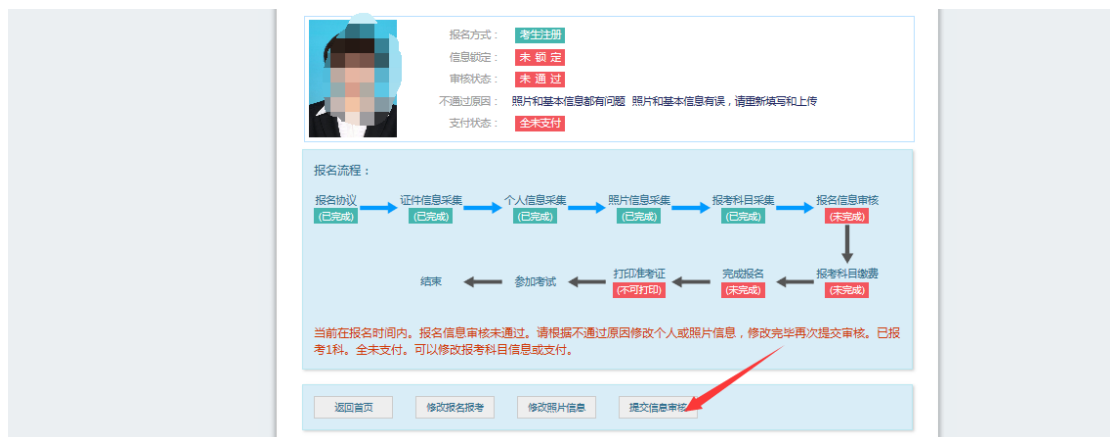 报名方式： 考生注册
信息锁定： 未 锁 定
审核状态： 未 通 过
不通过原因： 照片和基本信息都有问题 照片和基本信息有误，请重新填写和上传
支付状态： 全未支付
报名流程：
报名协议 证件信息采集 个人信息采集 照片信息采集 报考科目采集 报名信息审核
(已完成) (已完成) (已完成) (已完成) (已完成) (未完成)
结束 参加考试 打印准考证 完成报名 报考科目缴费
(不可打印) (未完成) (未完成)
当前在报名时间内。报名信息审核未通过。请根据不通过原因修改个人或照片信息，修改完毕再次提交审核。已报
考1科。全未支付。可以修改报考科目信息或支付。
返回首页 修改报名报考 修改照片信息 提交信息审核